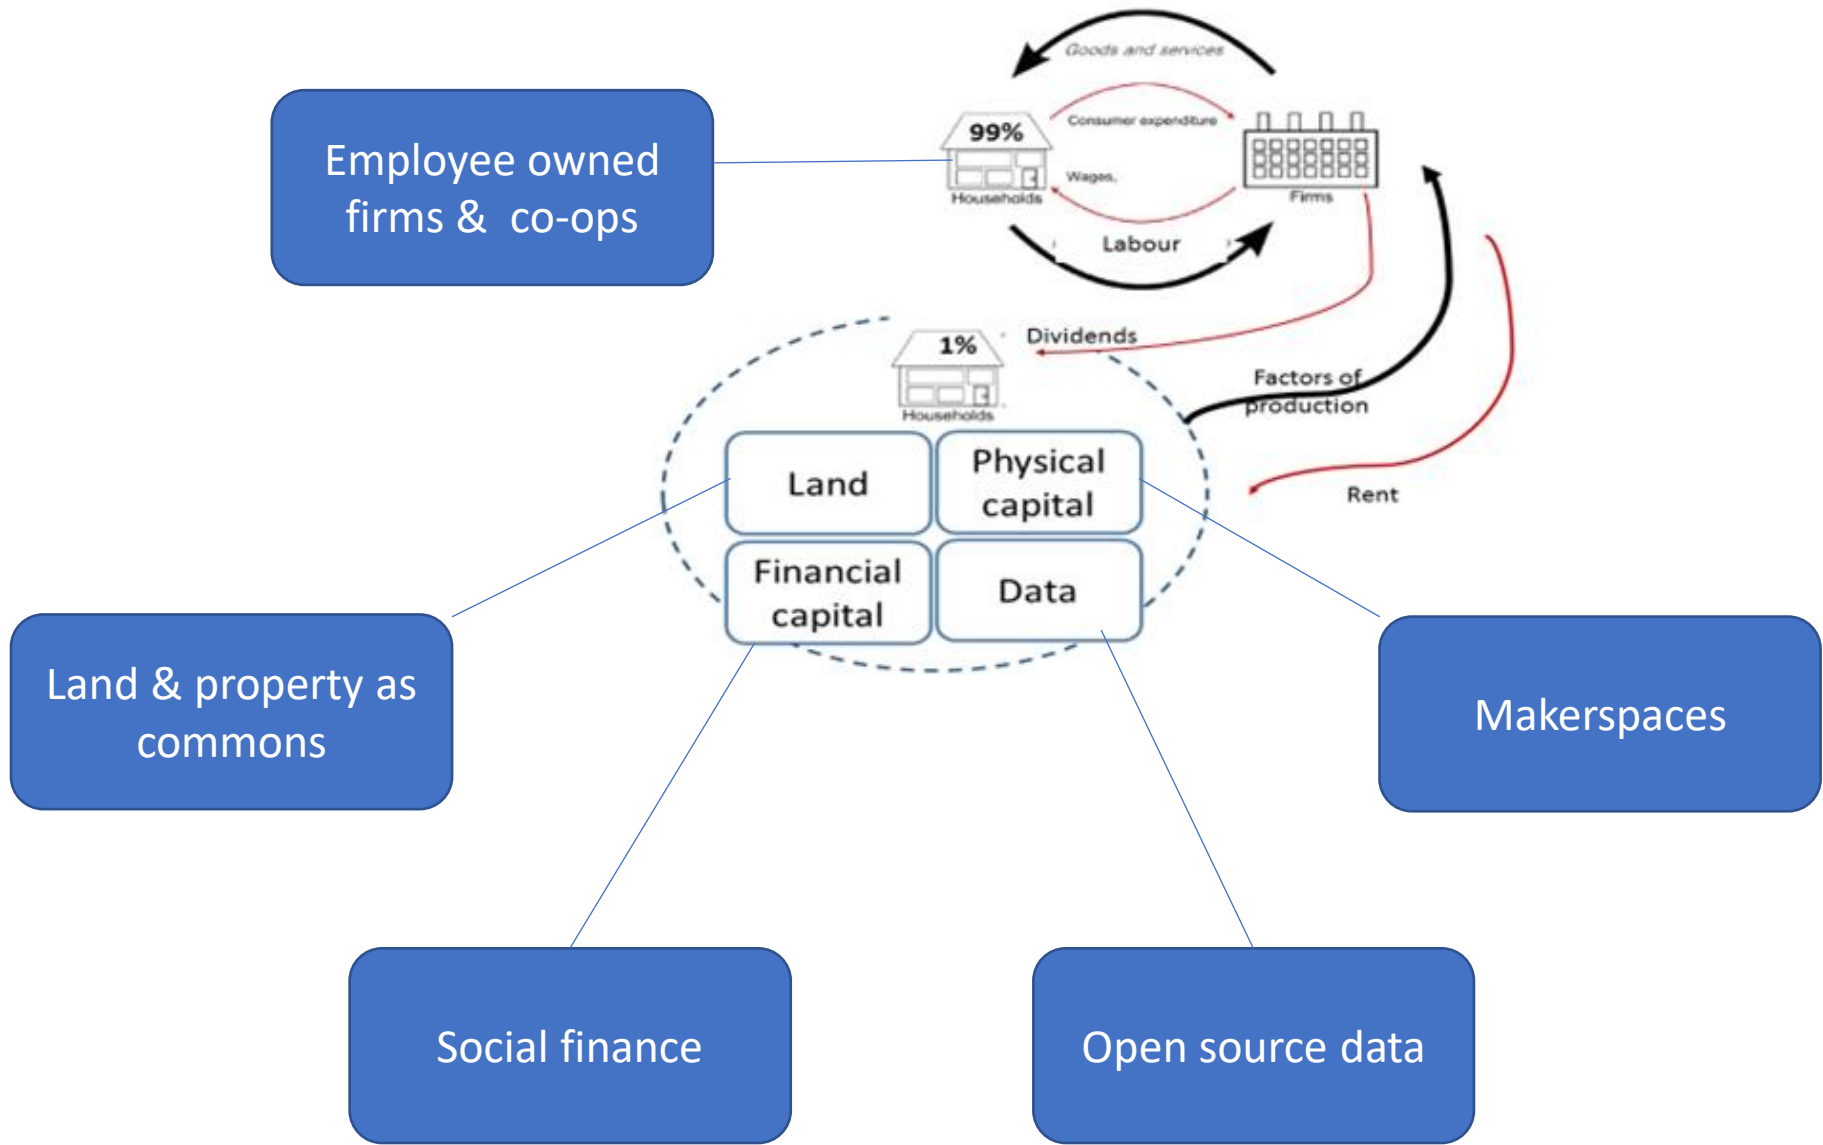 Goods and services
99%
Consumer expenditure
Wages,
Households
Firms
Labour
Employee owned
firms &  co-ops
1%
Households
Dividends
Factors of
production
Rent
Land
Physical
capital
Financial
capital
Data
Land & property as
commons
Makerspaces
Social finance
Open source data